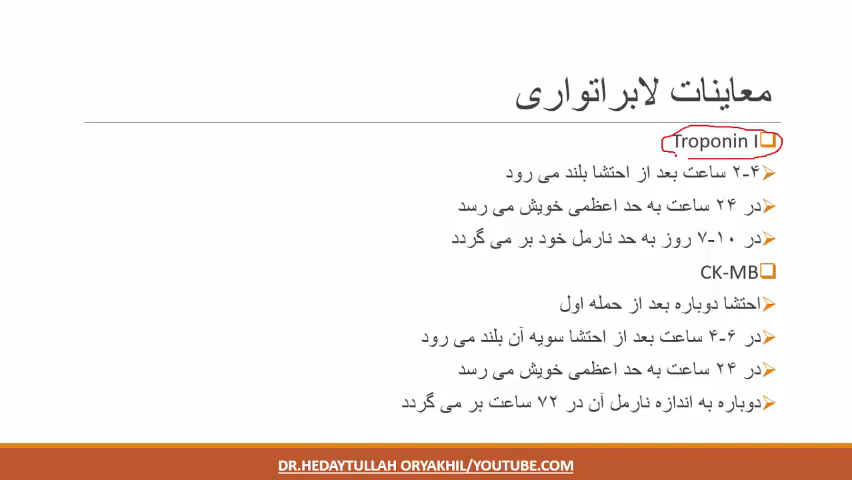 معاینات لابراتواری
Troponin I
۲-۴ ساعت بعد از احتشا بلند می رود
در ۲۴ ساعت به حد اعظمی خویش می رسد
در ۱۰-۷ روز به حد نارمل خود بر می گردد
CK-MB
احتشا دوباره بعد از حمله اول
در ۶-۴ ساعت بعد از احتشا سویه آن بلند می رود
در ۲۴ ساعت به حد اعظمی خویش می رسد
دوباره به اندازه نارمل آن در ۷۲ ساعت بر می گردد
DR.HEDAYTULLAH ORYAKHIL/YOUTUBE.COM